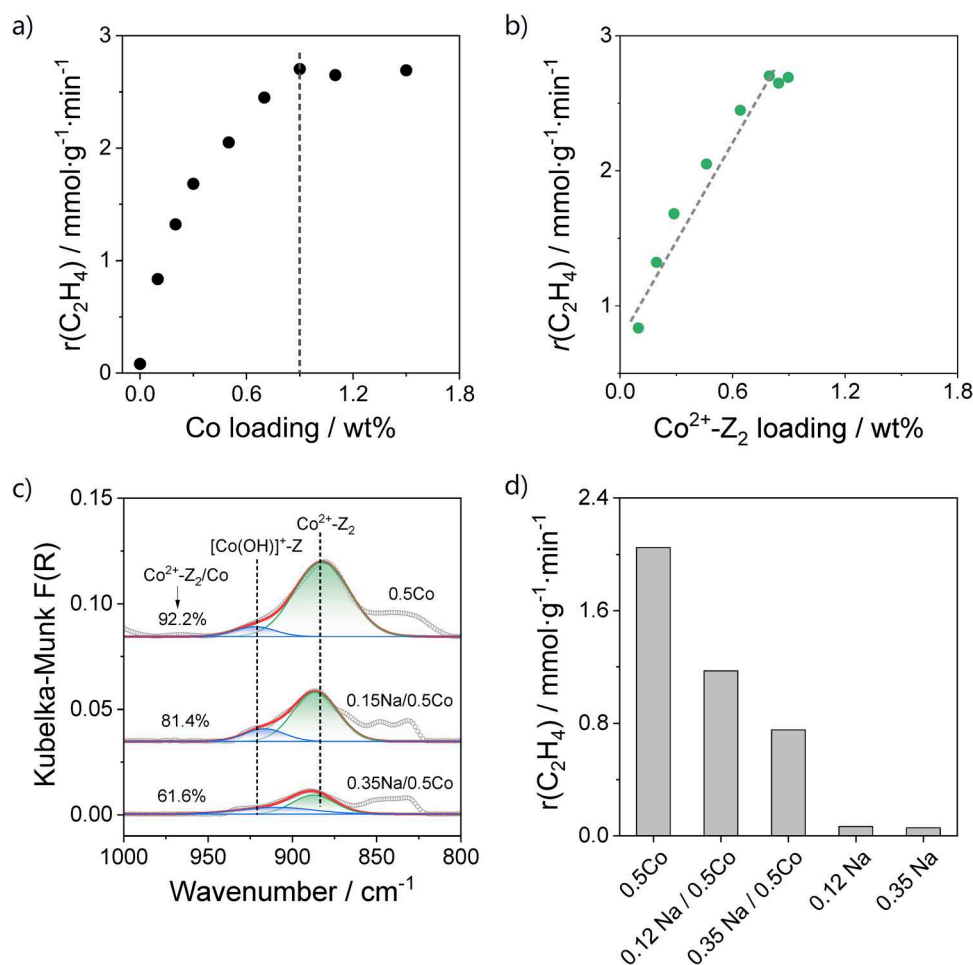 a)
r(C₂H₄) / mmol·g⁻¹·min⁻¹
3
2
1
0
0.0 0.6 1.2 1.8
Co loading / wt%
b)
r(C₂H₄) / mmol·g⁻¹·min⁻¹
3
2
1
0.0 0.6 1.2 1.8
Co²⁺-Z₂ loading / wt%
c)
Kubelka-Munk F(R)
0.15
0.10
0.05
0.00
Co²⁺-Z₂
[Co(OH)]⁺-Z
Co²⁺-Z₂/Co
92.2%
0.5Co
81.4%
0.15Na/0.5Co
61.6%
0.35Na/0.5Co
1000 950 900 850 800
Wavenumber / cm⁻¹
d)
r(C₂H₄) / mmol·g⁻¹·min⁻¹
2.4
1.6
0.8
0.0
0.5Co
0.12 Na / 0.5Co
0.35 Na / 0.5Co
0.12 Na
0.35 Na